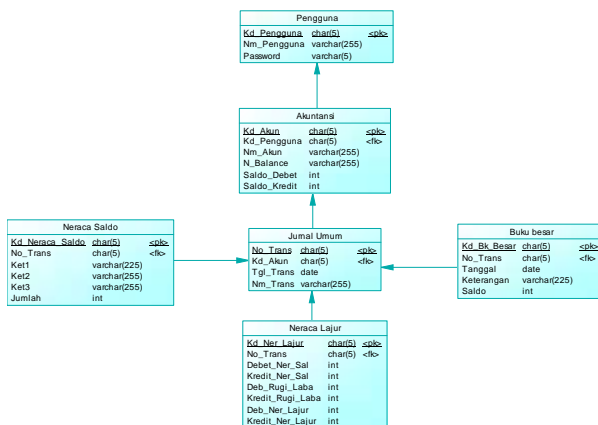 Pengguna
Kd_Pengguna char(5) <pk>
Nm_Pengguna varchar(255)
Password varchar(5)
Akuntansi
Kd_Akun char(5) <pk>
Kd_Pengguna char(5) <fk>
Nm_Akun varchar(255)
N_Balance varchar(255)
Saldo_Debet int
Saldo_Kredit int
Neraca Saldo
Kd_Neraca_Saldo char(5) <pk>
No_Trans char(5) <fk>
Ket1 varchar(225)
Ket2 varchar(255)
Ket3 varchar(255)
Jumlah int
Jurnal Umum
No_Trans char(5) <pk>
Kd_Akun char(5) <fk>
Tgl_Trans date
Nm_Trans varchar(255)
Buku besar
Kd_Bk_Besar char(5) <pk>
No_Trans char(5) <fk>
Tanggal date
Keterangan varchar(225)
Saldo int
Neraca Lajur
Kd_Ner_Lajur char(5) <pk>
No_Trans char(5) <fk>
Debet_Ner_Sal int
Kredit_Ner_Sal int
Deb_Rugi_Laba int
Kredit_Rugi_Laba int
Deb_Ner_Lajur int
Kredit_Ner_Lajur int